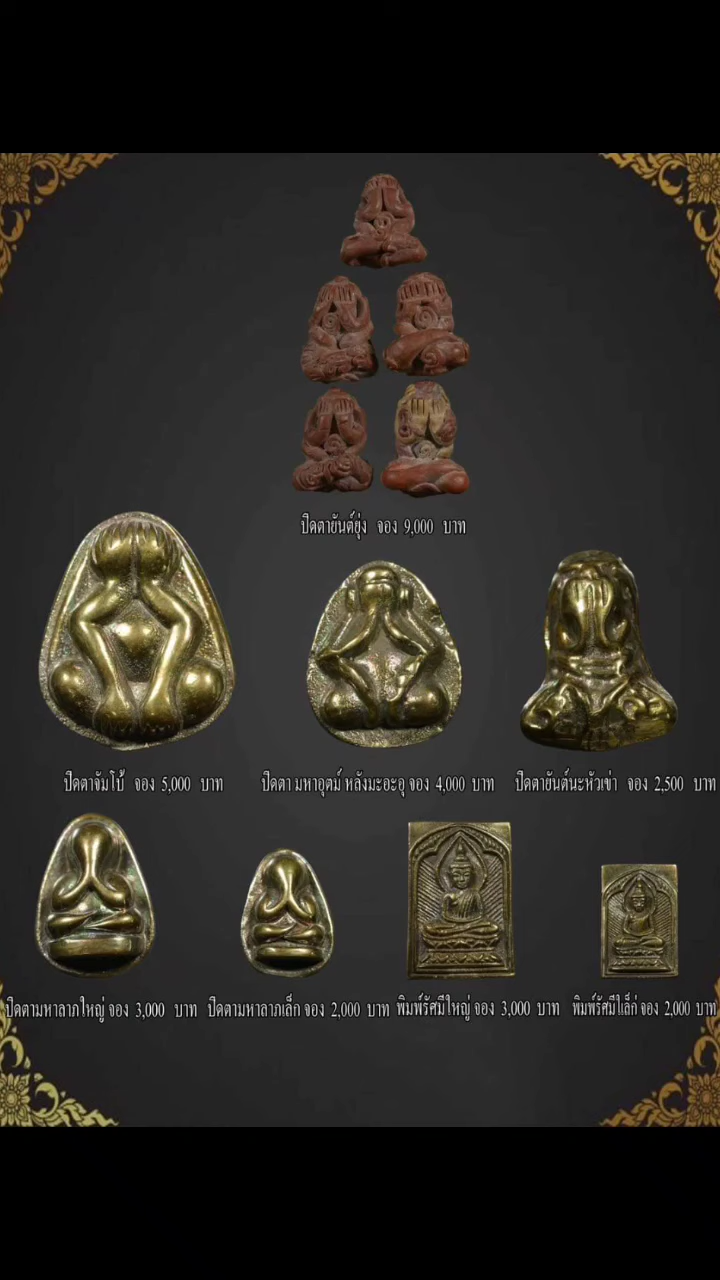 ปิดตายันต์ยุ่ง จอง 9,000 บาท
ปิดตาจัมโบ้ จอง 5,000 บาท
ปิดตา มหาอุตม์ หลังมะอะอุ จอง 4,000 บาท
ปิดตายันต์นะหัวเข่า จอง 2,500 บาท
ปิดตามหาลาภใหญ่ จอง 3,000 บาท
ปิดตามหาลาภเล็ก จอง 2,000 บาท
พิมพ์รัศมีใหญ่ จอง 3,000 บาท
พิมพ์รัศมีเล็ก จอง 2,000 บาท